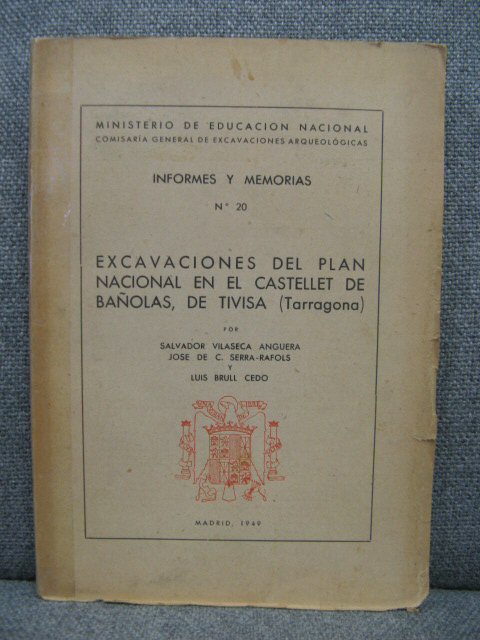 MINISTERIO DE EDUCACION NACIONAL
COMISARÍA GENERAL DE EXCAVACIONES ARQUEOLÓGICAS
INFORMES Y MEMORIAS
N° 20
EXCAVACIONES DEL PLAN
NACIONAL EN EL CASTELLET DE
BAÑOLAS, DE TIVISA (Tarragona)
POR
SALVADOR VILASECA ANGUERA
JOSE DE C. SERRA-RAFOLS
Y
LUIS BRULL CEDO
MADRID, 1949